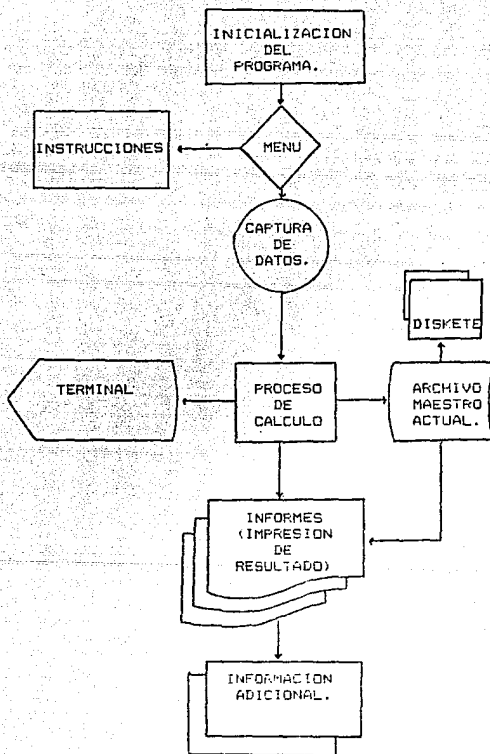 INICIALIZACION
DEL
PROGRAMA.
INSTRUCCIONES
MENU
CAPTURA
DE
DATOS.
DISKETE
TERMINAL
PROCESO
DE
CALCULO
ARCHIVO
MAESTRO
ACTUAL.
INFORMES
(IMPRESION
DE
RESULTADO)
INFORMACION
ADICIONAL.